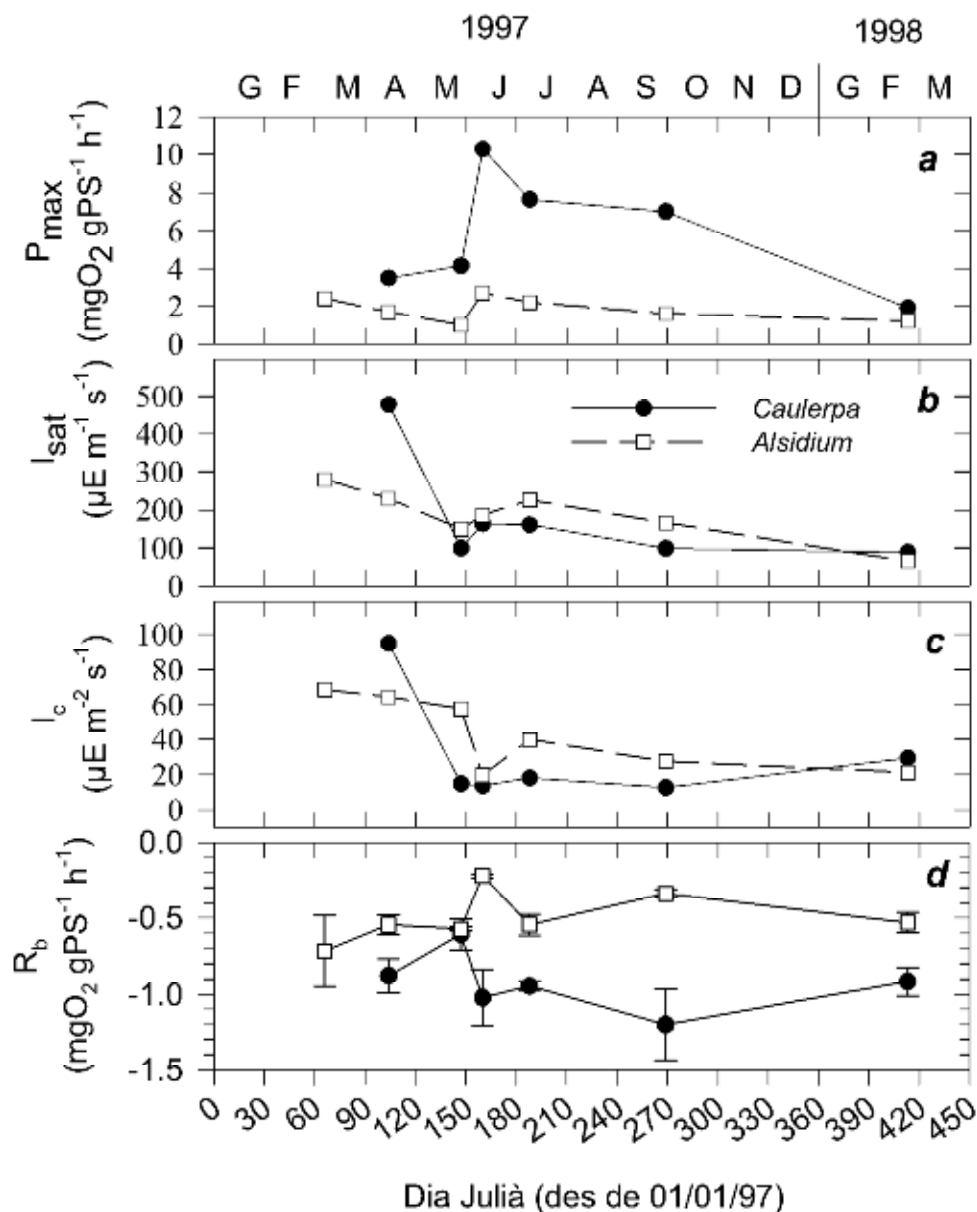 1997 1998
G F M A M J J A S O N D G F M
a
P max
(mgO2 gPS-1 h-1)
12
10
8
6
4
2
0
b
I sat
(µE m-1 s-1)
500
400
300
200
100
0
Caulerpa
Alsidium
c
I c
(µE m-2 s-1)
100
80
60
40
20
0
d
R b
(mgO2 gPS-1 h-1)
0.0
-0.5
-1.0
-1.5
0 30 60 90 120 150 180 210 240 270 300 330 360 390 420 450
Dia Julià (des de 01/01/97)